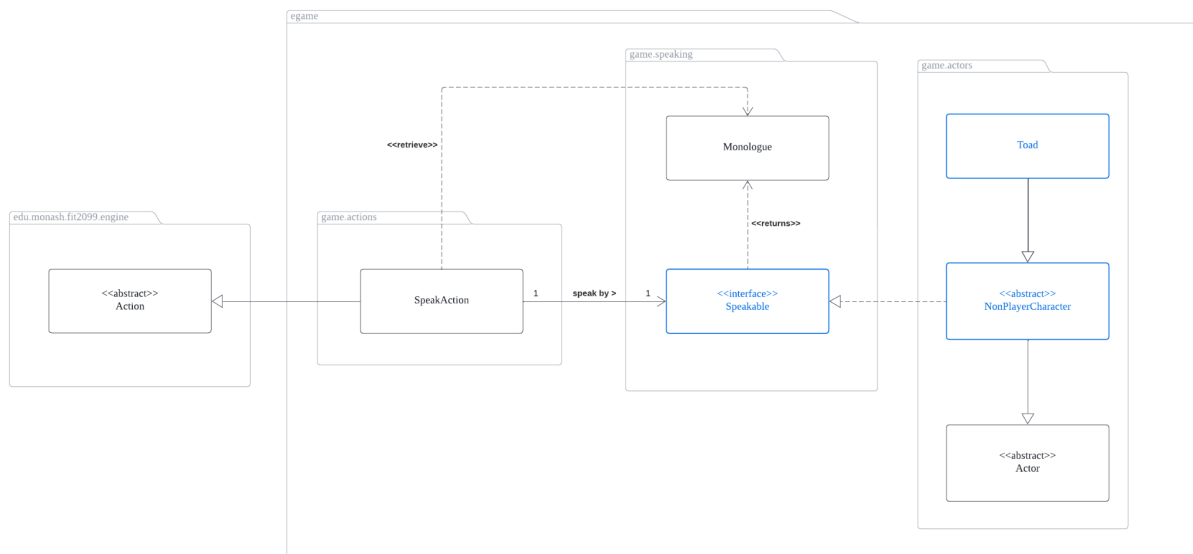 egame
game.speaking
game.actors
Monologue
Toad
<<retrieve>>
edu.monash.fit2099.engine
game.actions
<<returns>>
<<abstract>>
Action
SpeakAction
1
speak by >
1
<<interface>>
Speakable
<<abstract>>
NonPlayerCharacter
<<abstract>>
Actor